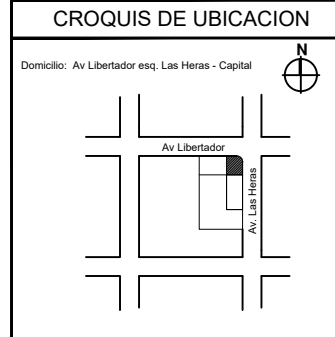 CROQUIS DE UBICACION
N
Domicilio: Av Libertador esq. Las Heras - Capital
Av Libertador
Av. Las Heras